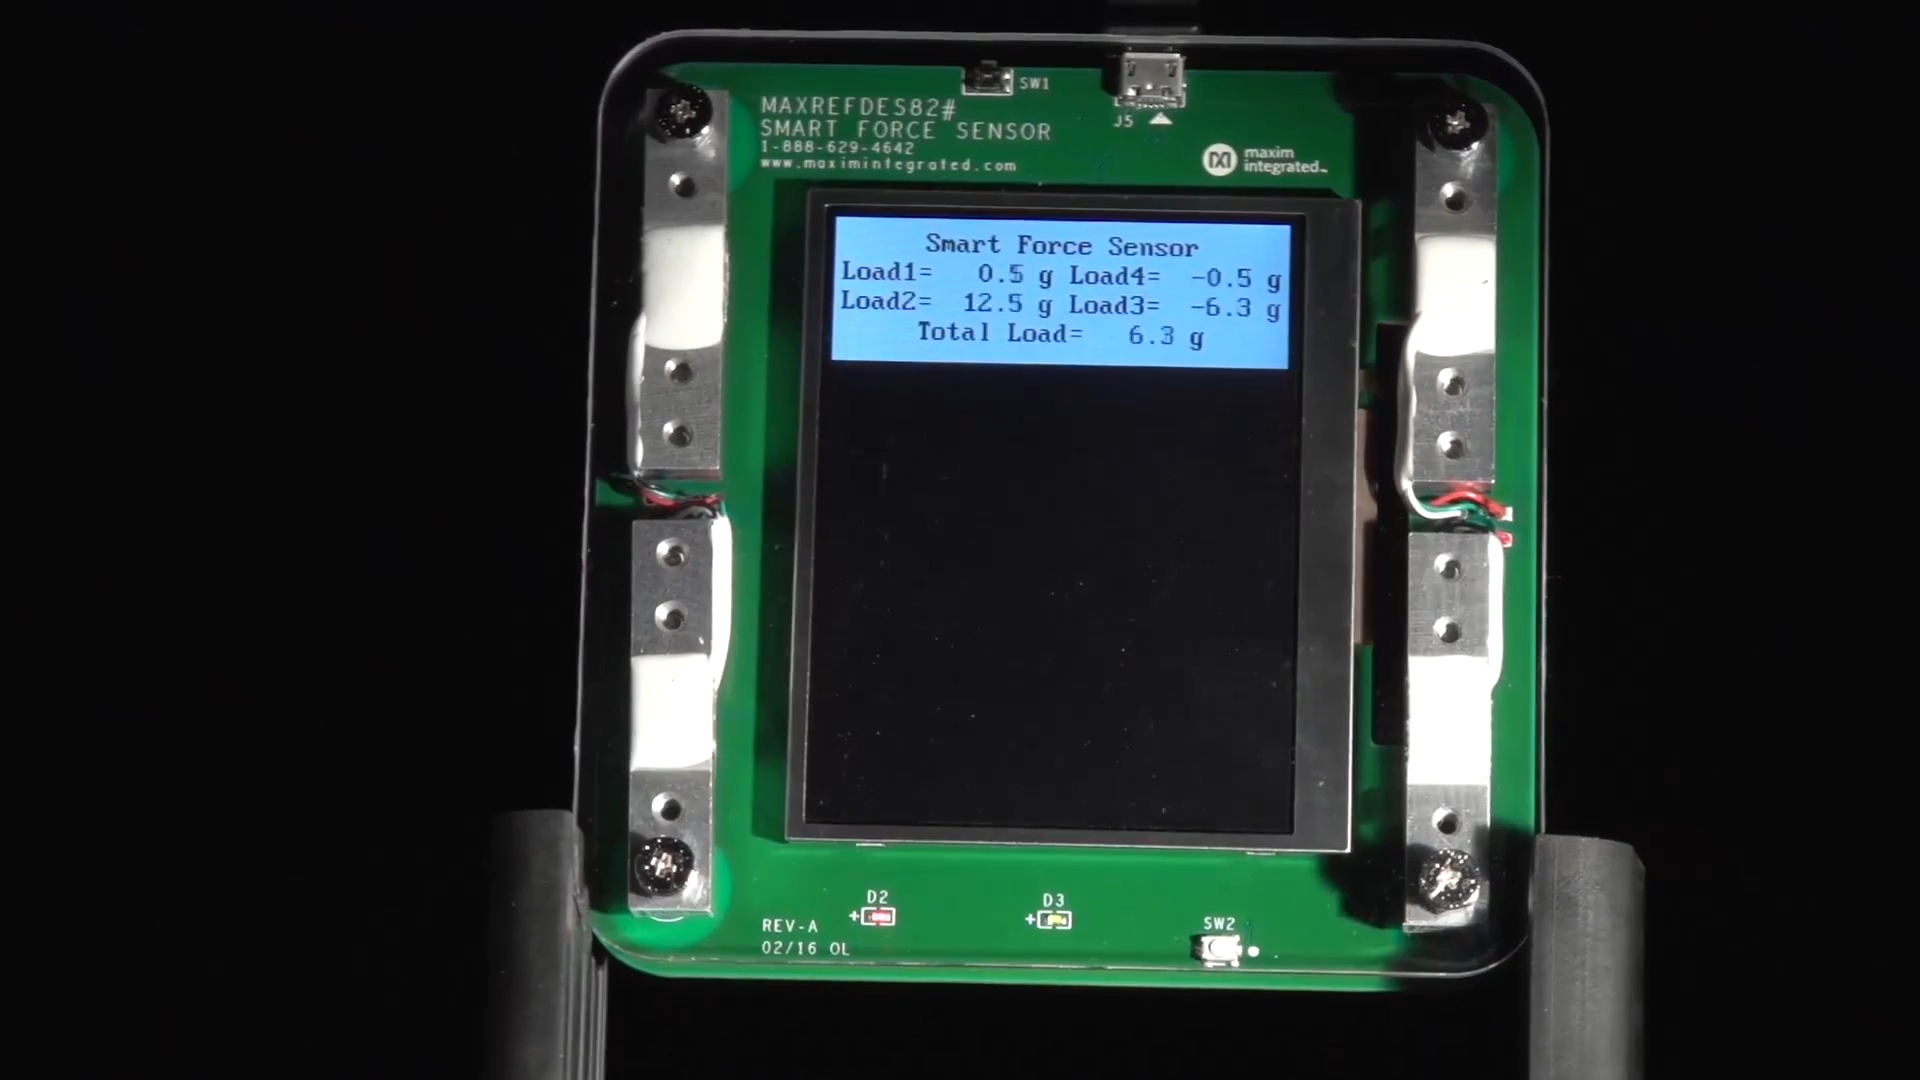 SW1
J5
MAXREFDES82#
SMART FORCE SENSOR
1-888-629-4642
www.maximintegrated.com
maxim
integrated™
Smart Force Sensor
Load1= 0.5 g Load4= -0.5 g
Load2= 12.5 g Load3= -6.3 g
Total Load= 6.3 g
D2
+
D3
+
SW2
REV-A
02/16 OL